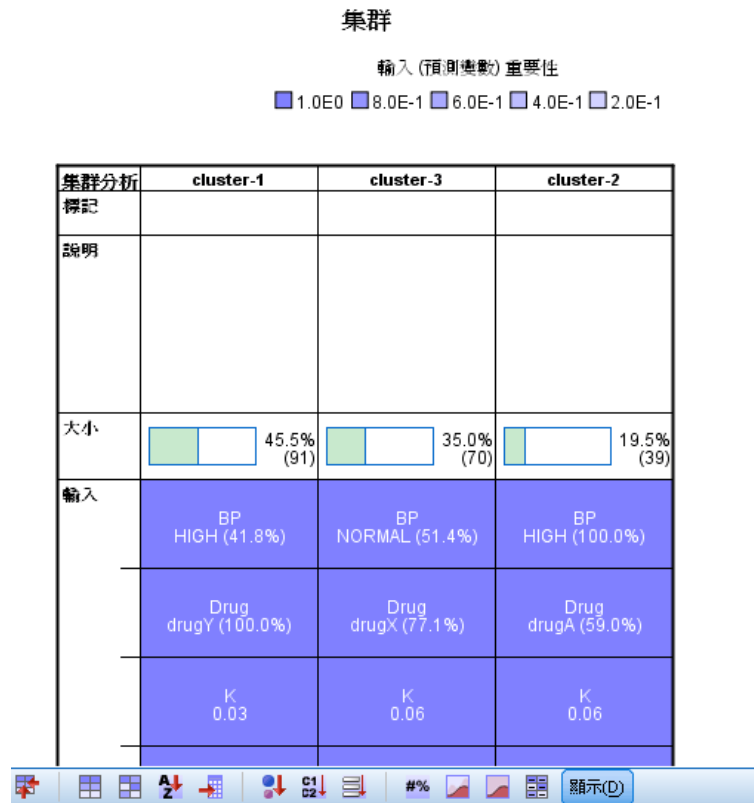 集群
輸入 (預測變數) 重要性
1.0E0 8.0E-1 6.0E-1 4.0E-1 2.0E-1
集群分析 cluster-1 cluster-3 cluster-2
標記
說明
大小
45.5% 35.0% 19.5%
(91) (70) (39)
輸入
BP BP BP
HIGH (41.8%) NORMAL (51.4%) HIGH (100.0%)
Drug Drug Drug
drugY (100.0%) drugX (77.1%) drugA (59.0%)
K K K
0.03 0.06 0.06
A Z C1 C2 #% 顯示(D)